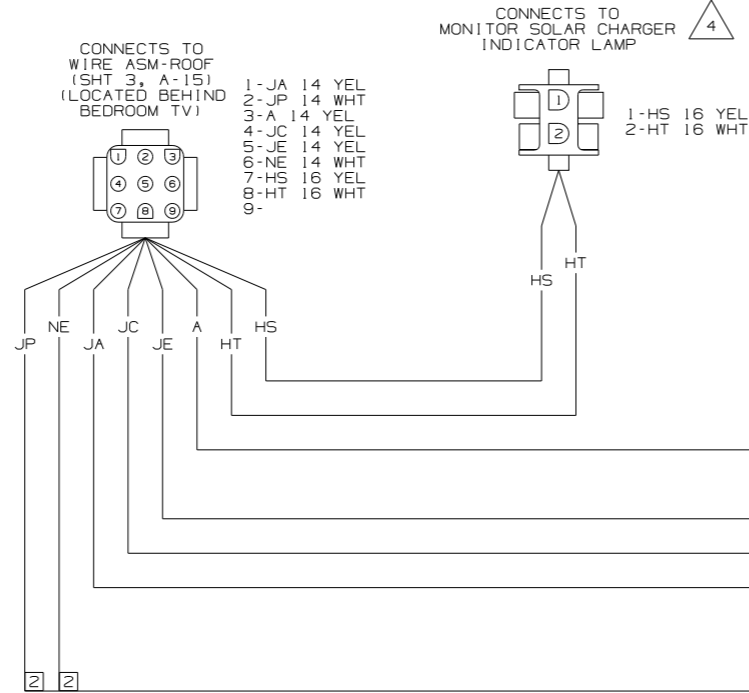 CONNECTS TO
MONITOR SOLAR CHARGER
INDICATOR LAMP
4
CONNECTS TO
WIRE ASM-ROOF
(SHT 3, A-15)
(LOCATED BEHIND
BEDROOM TV)
1-JA 14 YEL
2-JP 14 WHT
3-A 14 YEL
4-JC 14 YEL
5-JE 14 YEL
6-NE 14 WHT
7-HS 16 YEL
8-HT 16 WHT
9-
1 2 3
4 5 6
7 8 9
1
2
1-HS 16 YEL
2-HT 16 WHT
HS HT
JP NE JA JC JE A HT HS
2 2